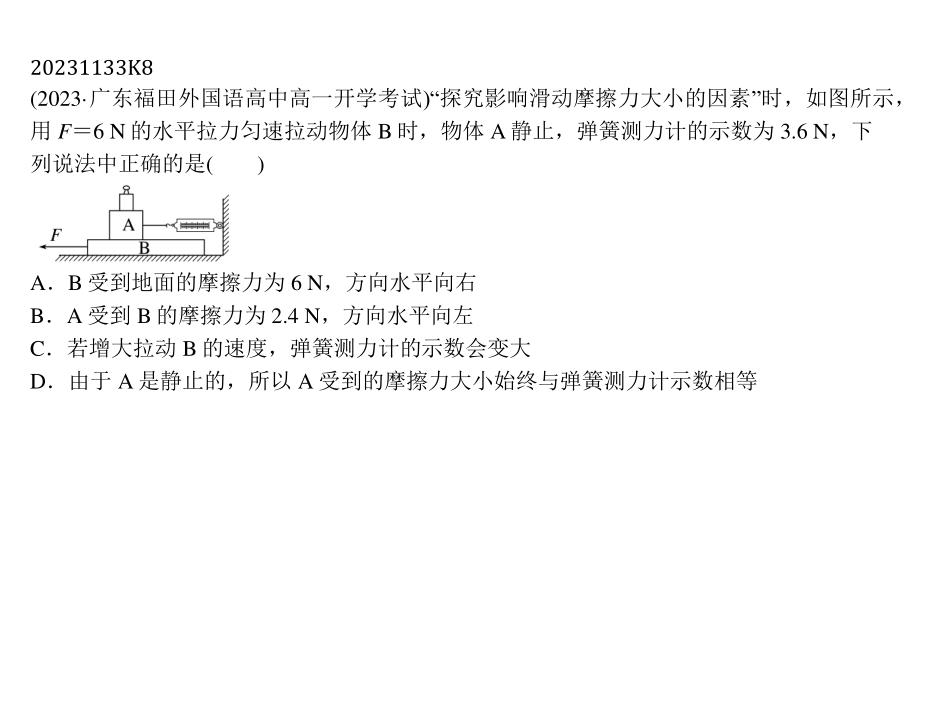 20231133K8
(2023·广东福田外国语高中高一开学考试)“探究影响滑动摩擦力大小的因素”时，如图所示，
用 F＝6 N 的水平拉力匀速拉动物体 B 时，物体 A 静止，弹簧测力计的示数为 3.6 N，下
列说法中正确的是(　　)
A
F
B
A．B 受到地面的摩擦力为 6 N，方向水平向右
B．A 受到 B 的摩擦力为 2.4 N，方向水平向左
C．若增大拉动 B 的速度，弹簧测力计的示数会变大
D．由于 A 是静止的，所以 A 受到的摩擦力大小始终与弹簧测力计示数相等